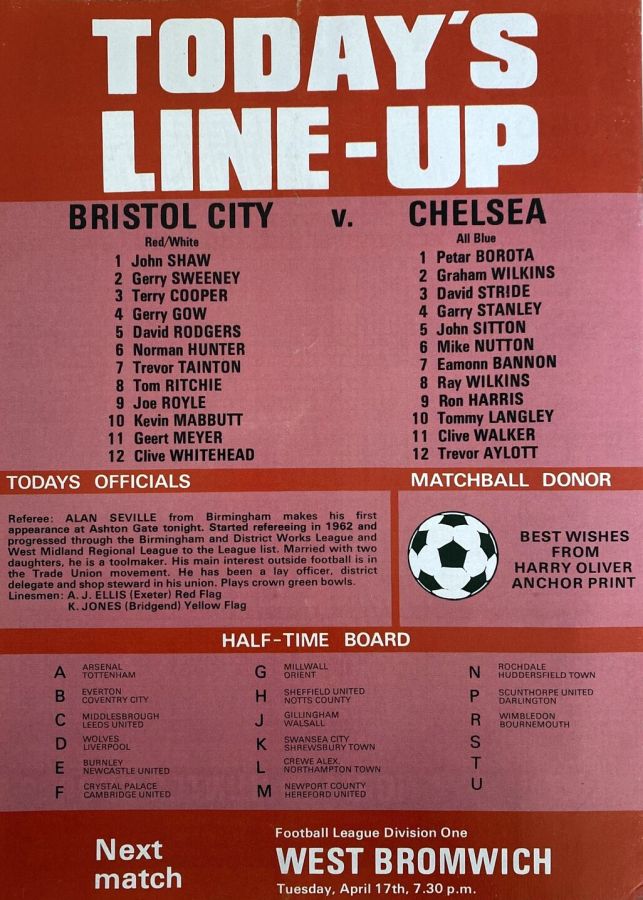 TODAY'S
LINE-UP
BRISTOL CITY v. CHELSEA
Red/White
1 John SHAW
2 Gerry SWEENEY
3 Terry COOPER
4 Gerry GOW
5 David RODGERS
6 Norman HUNTER
7 Trevor TAINTON
8 Tom RITCHIE
9 Joe ROYLE
10 Kevin MABBUTT
11 Geert MEYER
12 Clive WHITEHEAD
All Blue
1 Petar BOROTA
2 Graham WILKINS
3 David STRIDE
4 Garry STANLEY
5 John SITTON
6 Mike NUTTON
7 Eamonn BANNON
8 Ray WILKINS
9 Ron HARRIS
10 Tommy LANGLEY
11 Clive WALKER
12 Trevor AYLOTT
TODAYS OFFICIALS
Referee: ALAN SEVILLE from Birmingham makes his first
appearance at Ashton Gate tonight. Started refereeing in 1962 and
progressed through the Birmingham and District Works League and
West Midland Regional League to the League list. Married with two
daughters, he is a toolmaker. His main interest outside football is in
the Trade Union movement. He has been a lay officer, district
delegate and shop steward in his union. Plays crown green bowls.
Linesmen: A. J. ELLIS (Exeter) Red Flag
K. JONES (Bridgend) Yellow Flag
MATCHBALL DONOR
BEST WISHES
FROM
HARRY OLIVER
ANCHOR PRINT
HALF-TIME BOARD
A ARSENAL
TOTTENHAM
B EVERTON
COVENTRY CITY
C MIDDLESBROUGH
LEEDS UNITED
D WOLVES
LIVERPOOL
E BURNLEY
NEWCASTLE UNITED
F CRYSTAL PALACE
CAMBRIDGE UNITED
G MILLWALL
ORIENT
H SHEFFIELD UNITED
NOTTS COUNTY
J GILLINGHAM
WALSALL
K SWANSEA CITY
SHREWSBURY TOWN
L CREWE ALEX.
NORTHAMPTON TOWN
M NEWPORT COUNTY
HEREFORD UNITED
N ROCHDALE
HUDDERSFIELD TOWN
P SCUNTHORPE UNITED
DARLINGTON
R WIMBLEDON
BOURNEMOUTH
S
T
U
Next
match
Football League Division One
WEST BROMWICH
Tuesday, April 17th, 7.30 p.m.